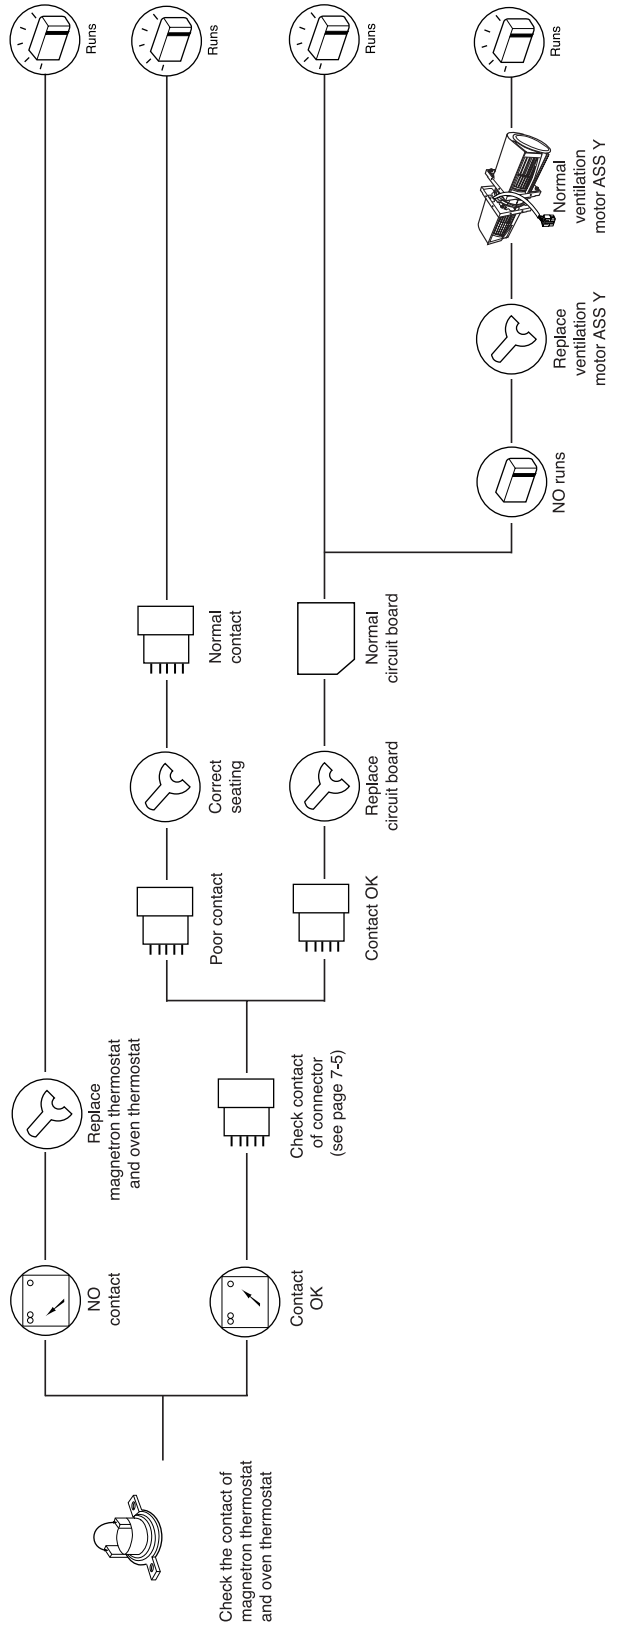 Check the contact of
magnetron thermostat
and oven thermostat
NO
contact
Replace
magnetron thermostat
and oven thermostat
Runs
Contact
OK
Check contact
of connector
(see page 7-5)
Poor contact
Correct
seating
Normal
contact
Runs
Contact OK
Replace
circuit board
Normal
circuit board
Runs
NO runs
Replace
ventilation
motor ASS Y
Normal
ventilation
motor ASS Y
Runs